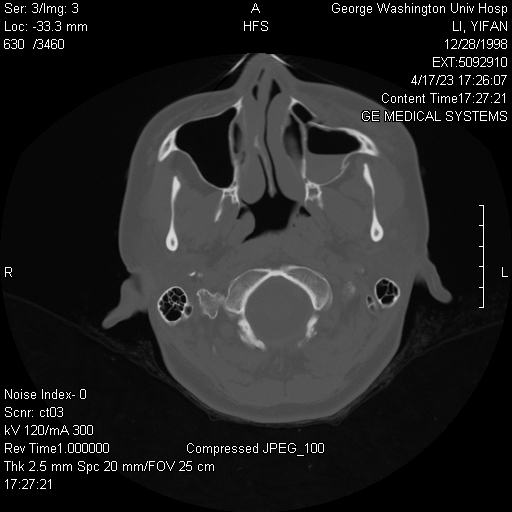 Ser: 3/Img: 3
Loc: -33.3 mm
630 /3460
A
HFS
George Washington Univ Hosp
LI, YIFAN
12/28/1998
EXT:5092910
4/17/23 17:26:07
Content Time17:27:21
GE MEDICAL SYSTEMS
R
L
Noise Index- 0
Scnr: ct03
kV 120/mA 300
Rev Time1.000000
Compressed JPEG_100
Thk 2.5 mm Spc 20 mm/FOV 25 cm
17:27:21